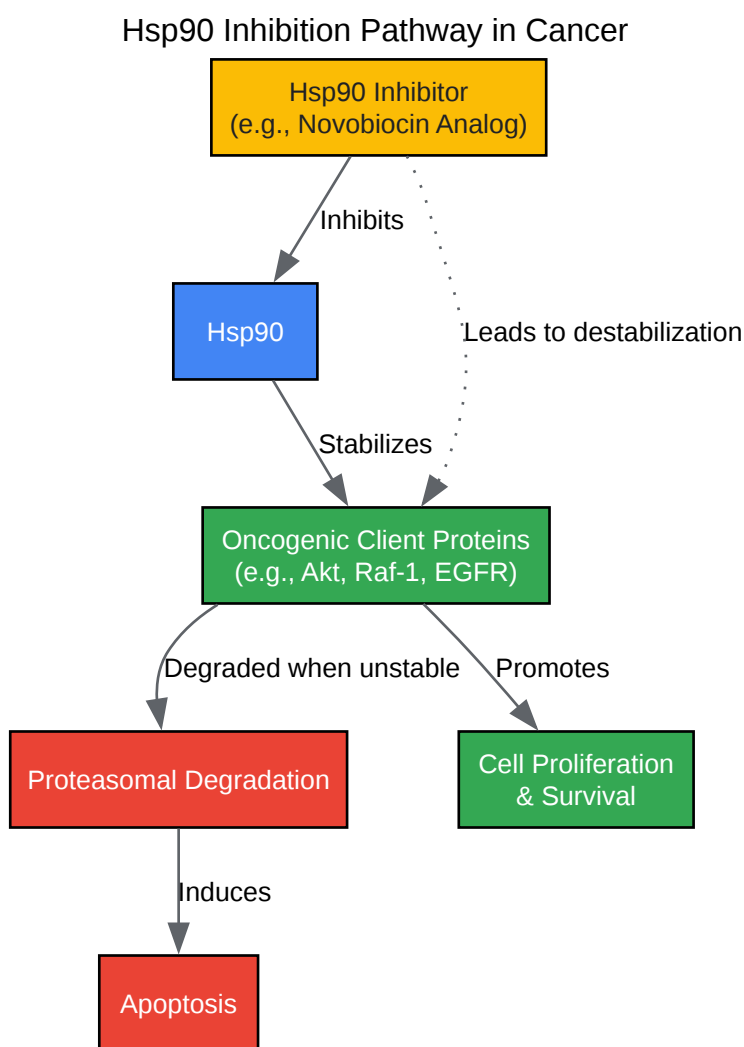 Hsp90 Inhibition Pathway in Cancer
Hsp90 Inhibitor
(e.g., Novobiocin Analog)
Inhibits
Hsp90
Leads to destabilization
Stabilizes
Oncogenic Client Proteins
(e.g., Akt, Raf-1, EGFR)
Degraded when unstable
Promotes
Proteasomal Degradation
Cell Proliferation
& Survival
Induces
Apoptosis